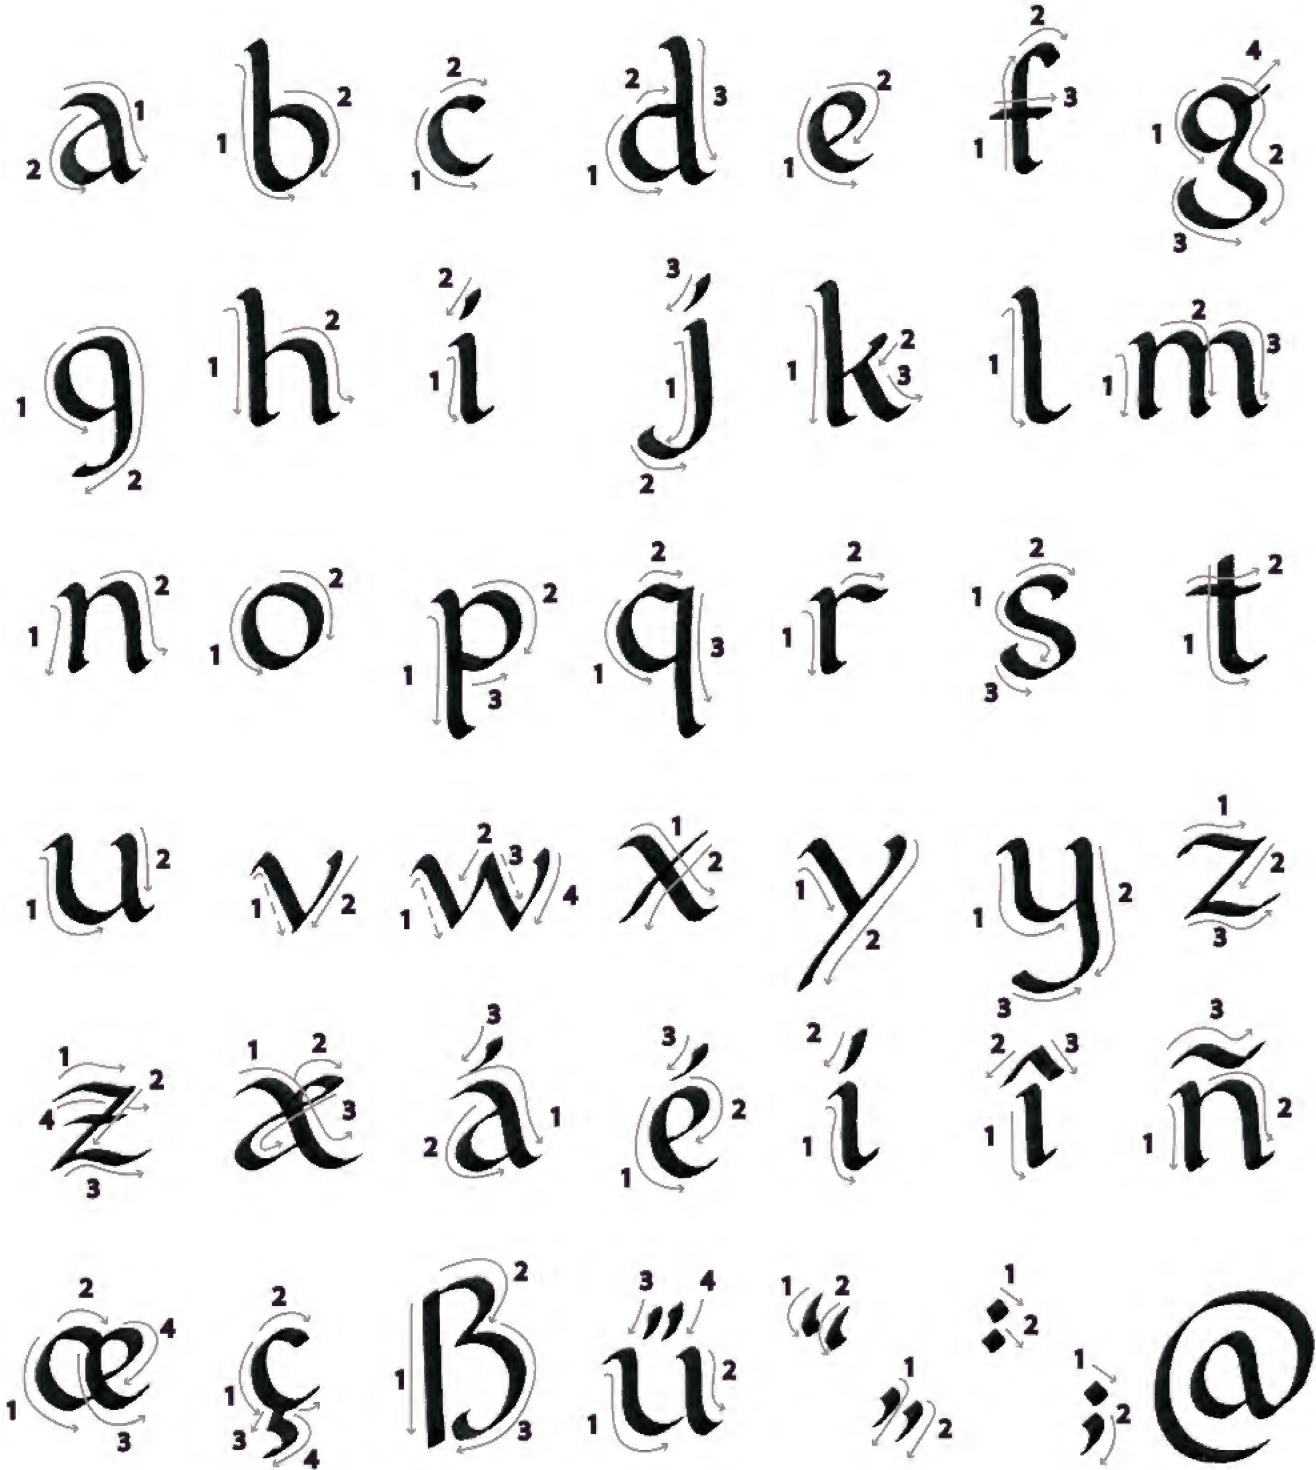 a b c d e f g
g h i j k l m
n o p q r s t
u v w x y y z
z x á é í î ñ
æ ç ß ü “ „ : ; @